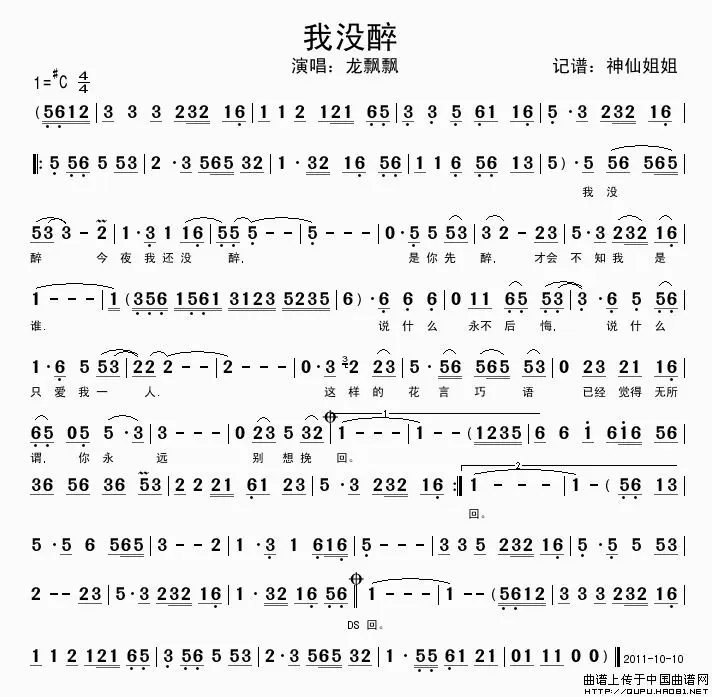 我没醉
演唱：龙飘飘 记谱：神仙姐姐
1=#C 4/4
(5612 | 3 3 3 232 16 | 1 1 2 121 65 | 3 3 5 61 16 | 5·3 232 16 |
|: 5 56 5 53 | 2·3 565 32 | 1·32 16 56 | 1 1 6 56 13 | 5)·5 56 565 |
我 没
53 3 - 2 | 1·3 1 16 | 55 5 - - | 5 - - - | 0·5 5 53 | 3 2 - 23 | 5·3 232 16 |
醉 今 夜 我 还 没 醉, 是 你 先 醉, 才会 不 知 我 是
1 - - - | 1 (356 1561 3123 5235 | 6)·6 6 6 | 0 11 65 53 | 3·6 5 56 |
谁. 说 什 么 永不 后 悔, 说 什么
1·6 5 53 | 22 2 - - | 2 - - - | 0·3 3 2 23 | 5·56 565 53 | 0 23 21 16 |
只 爱 我 一 人. 这 样 的 花 言 巧 语 已经 觉得 无所
65 05 5·3 | 3 - - - | 0 23 5 32 | 1 1 - - - | 1 - - (1235 | 6 6 i 6i6 56 |
谓, 你 永 远 别 想 挽 回。
36 56 36 53 | 2 2 21 61 23 | 5·3 232 16 :| 2 1 - - - | 1 - (56 13 |
回。
5·5 6 565 | 3 - - 2 | 1·3 1 616 | 5 - - - | 3 3 5 232 16 | 5·5 5 53 |
2 - - 23 | 5·3 232 16 | 1·32 16 56 | 1 - - - | 1 - - (5612 | 3 3 3 232 16 |
DS 回。
1 1 2 121 65 | 3 56 5 53 | 2·3 565 32 | 1·55 61 21 | 01 11 0 0) || 2011-10-10
曲谱上传于中国曲谱网
HTTP://QUPU.HAO81.NET